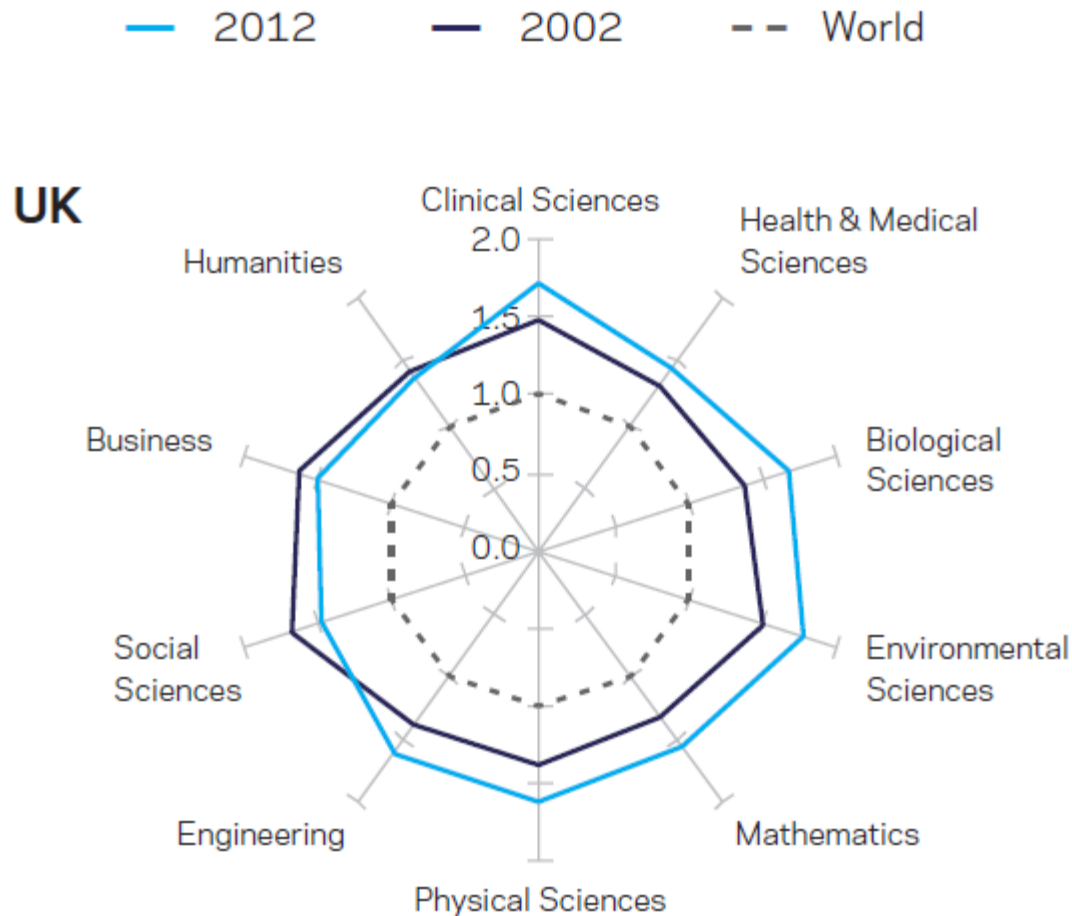 2012 2002 World
UK
Clinical Sciences
Health & Medical
Sciences
2.0
Humanities
1.5
1.0
Business
Biological
Sciences
0.5
0.0
Social
Sciences
Environmental
Sciences
Engineering
Mathematics
Physical Sciences